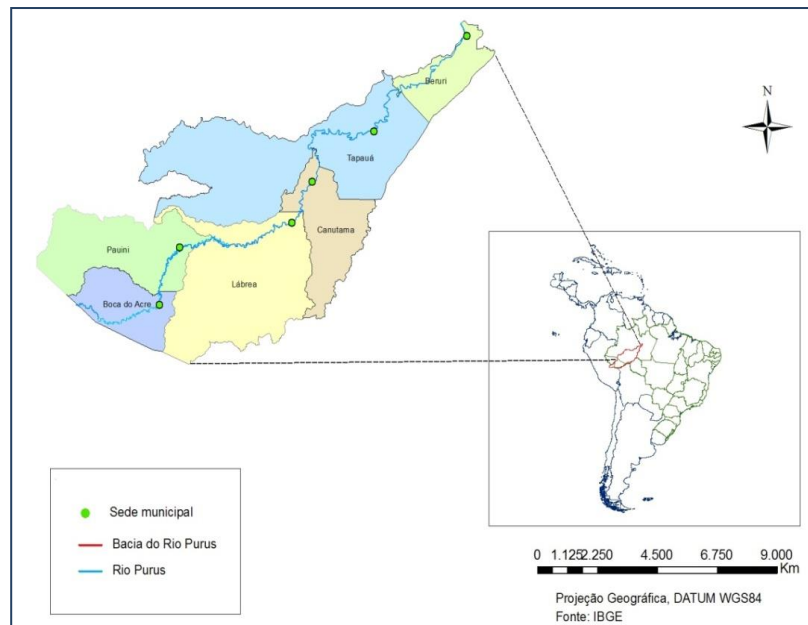 Beruri
N
Tapauá
Canutama
Pauini
Lábrea
Boca do Acre
Sede municipal
Bacia do Rio Purus
Rio Purus
0 1.125 2.250 4.500 6.750 9.000
Km
Projeção Geográfica, DATUM WGS84
Fonte: IBGE